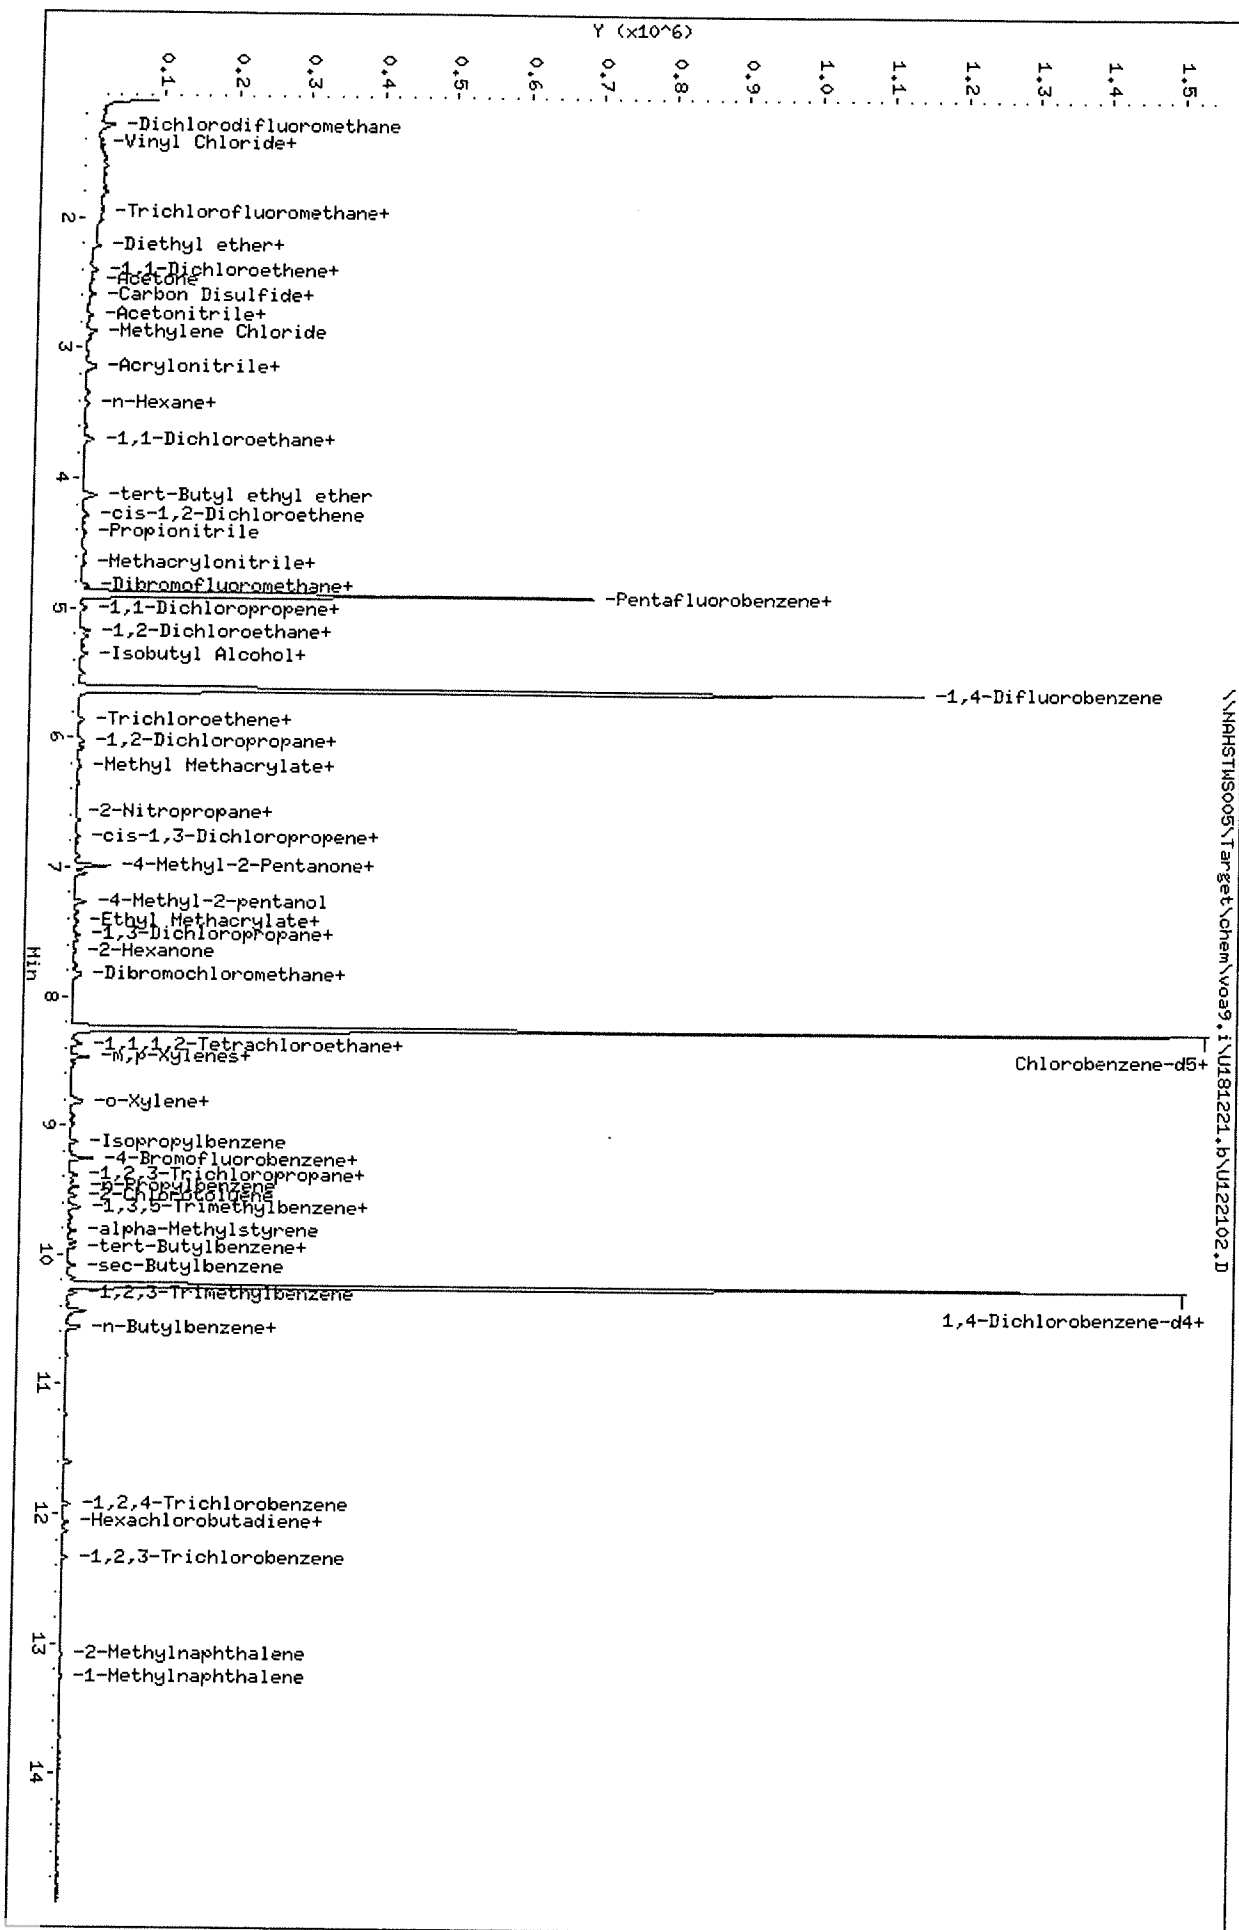 Y (x10^6)
0.1
0.2
0.3
0.4
0.5
0.6
0.7
0.8
0.9
1.0
1.1
1.2
1.3
1.4
1.5
\\NAHSTWS005\Target\chem\voa9.i\U181221.b\U122102.D
-Dichlorodifluoromethane
-Vinyl Chloride+
2
-Trichlorofluoromethane+
-Diethyl ether+
-1,1-Dichloroethene+
-Acetone
-Carbon Disulfide+
-Acetonitrile+
-Methylene Chloride
3
-Acrylonitrile+
-n-Hexane+
-1,1-Dichloroethane+
4
-tert-Butyl ethyl ether
-cis-1,2-Dichloroethene
-Propionitrile
-Methacrylonitrile+
-Dibromofluoromethane+
-Pentafluorobenzene+
5
-1,1-Dichloropropene+
-1,2-Dichloroethane+
-Isobutyl Alcohol+
-1,4-Difluorobenzene
-Trichloroethene+
6
-1,2-Dichloropropane+
-Methyl Methacrylate+
-2-Nitropropane+
-cis-1,3-Dichloropropene+
7
-4-Methyl-2-Pentanone+
-4-Methyl-2-pentanol
-Ethyl Methacrylate+
-1,3-Dichloropropane+
-2-Hexanone
Min
-Dibromochloromethane+
8
-1,1,1,2-Tetrachloroethane+
-m,p-Xylenes+
Chlorobenzene-d5+
-o-Xylene+
9
-Isopropylbenzene
-4-Bromofluorobenzene+
-1,2,3-Trichloropropane+
-n-Propylbenzene
-2-Chlorotoluene
-1,3,5-Trimethylbenzene+
-alpha-Methylstyrene
-tert-Butylbenzene+
10
-sec-Butylbenzene
-1,2,3-Trimethylbenzene
1,4-Dichlorobenzene-d4+
-n-Butylbenzene+
11
-1,2,4-Trichlorobenzene
12
-Hexachlorobutadiene+
-1,2,3-Trichlorobenzene
13
-2-Methylnaphthalene
-1-Methylnaphthalene
14